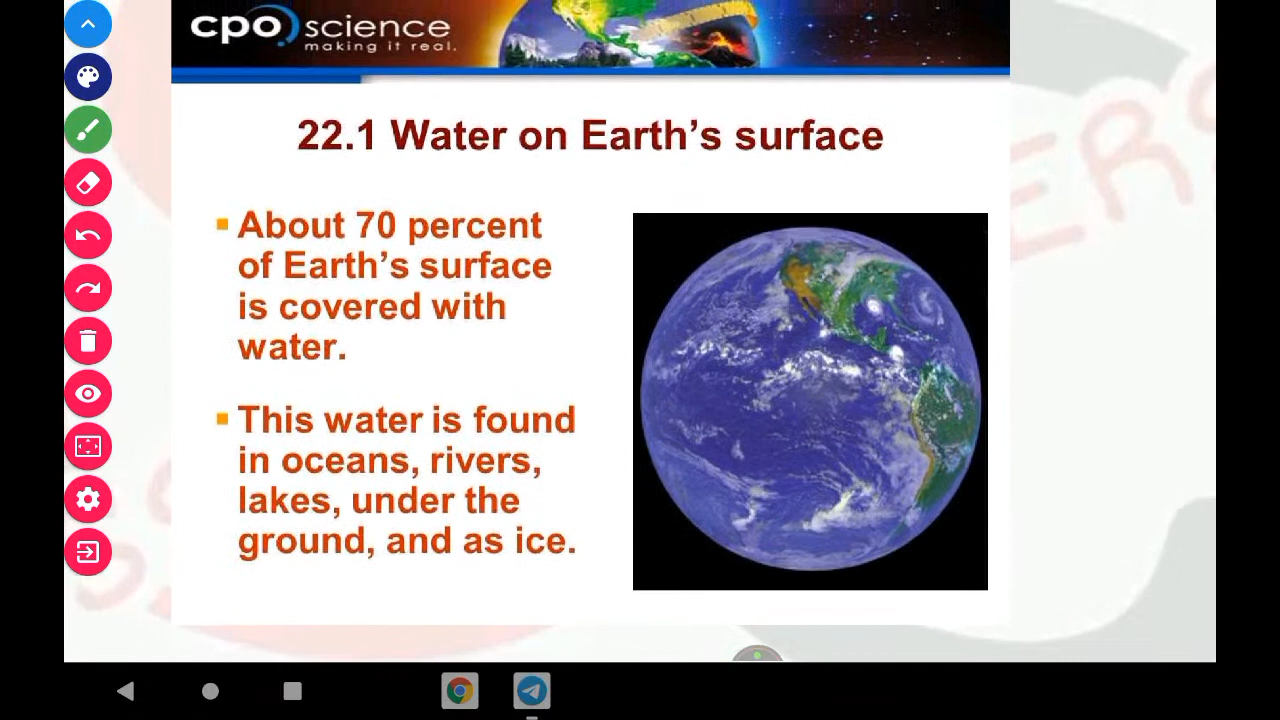 cpo science
making it real.
22.1 Water on Earth's surface
About 70 percent
of Earth's surface
is covered with
water.
This water is found
in oceans, rivers,
lakes, under the
ground, and as ice.